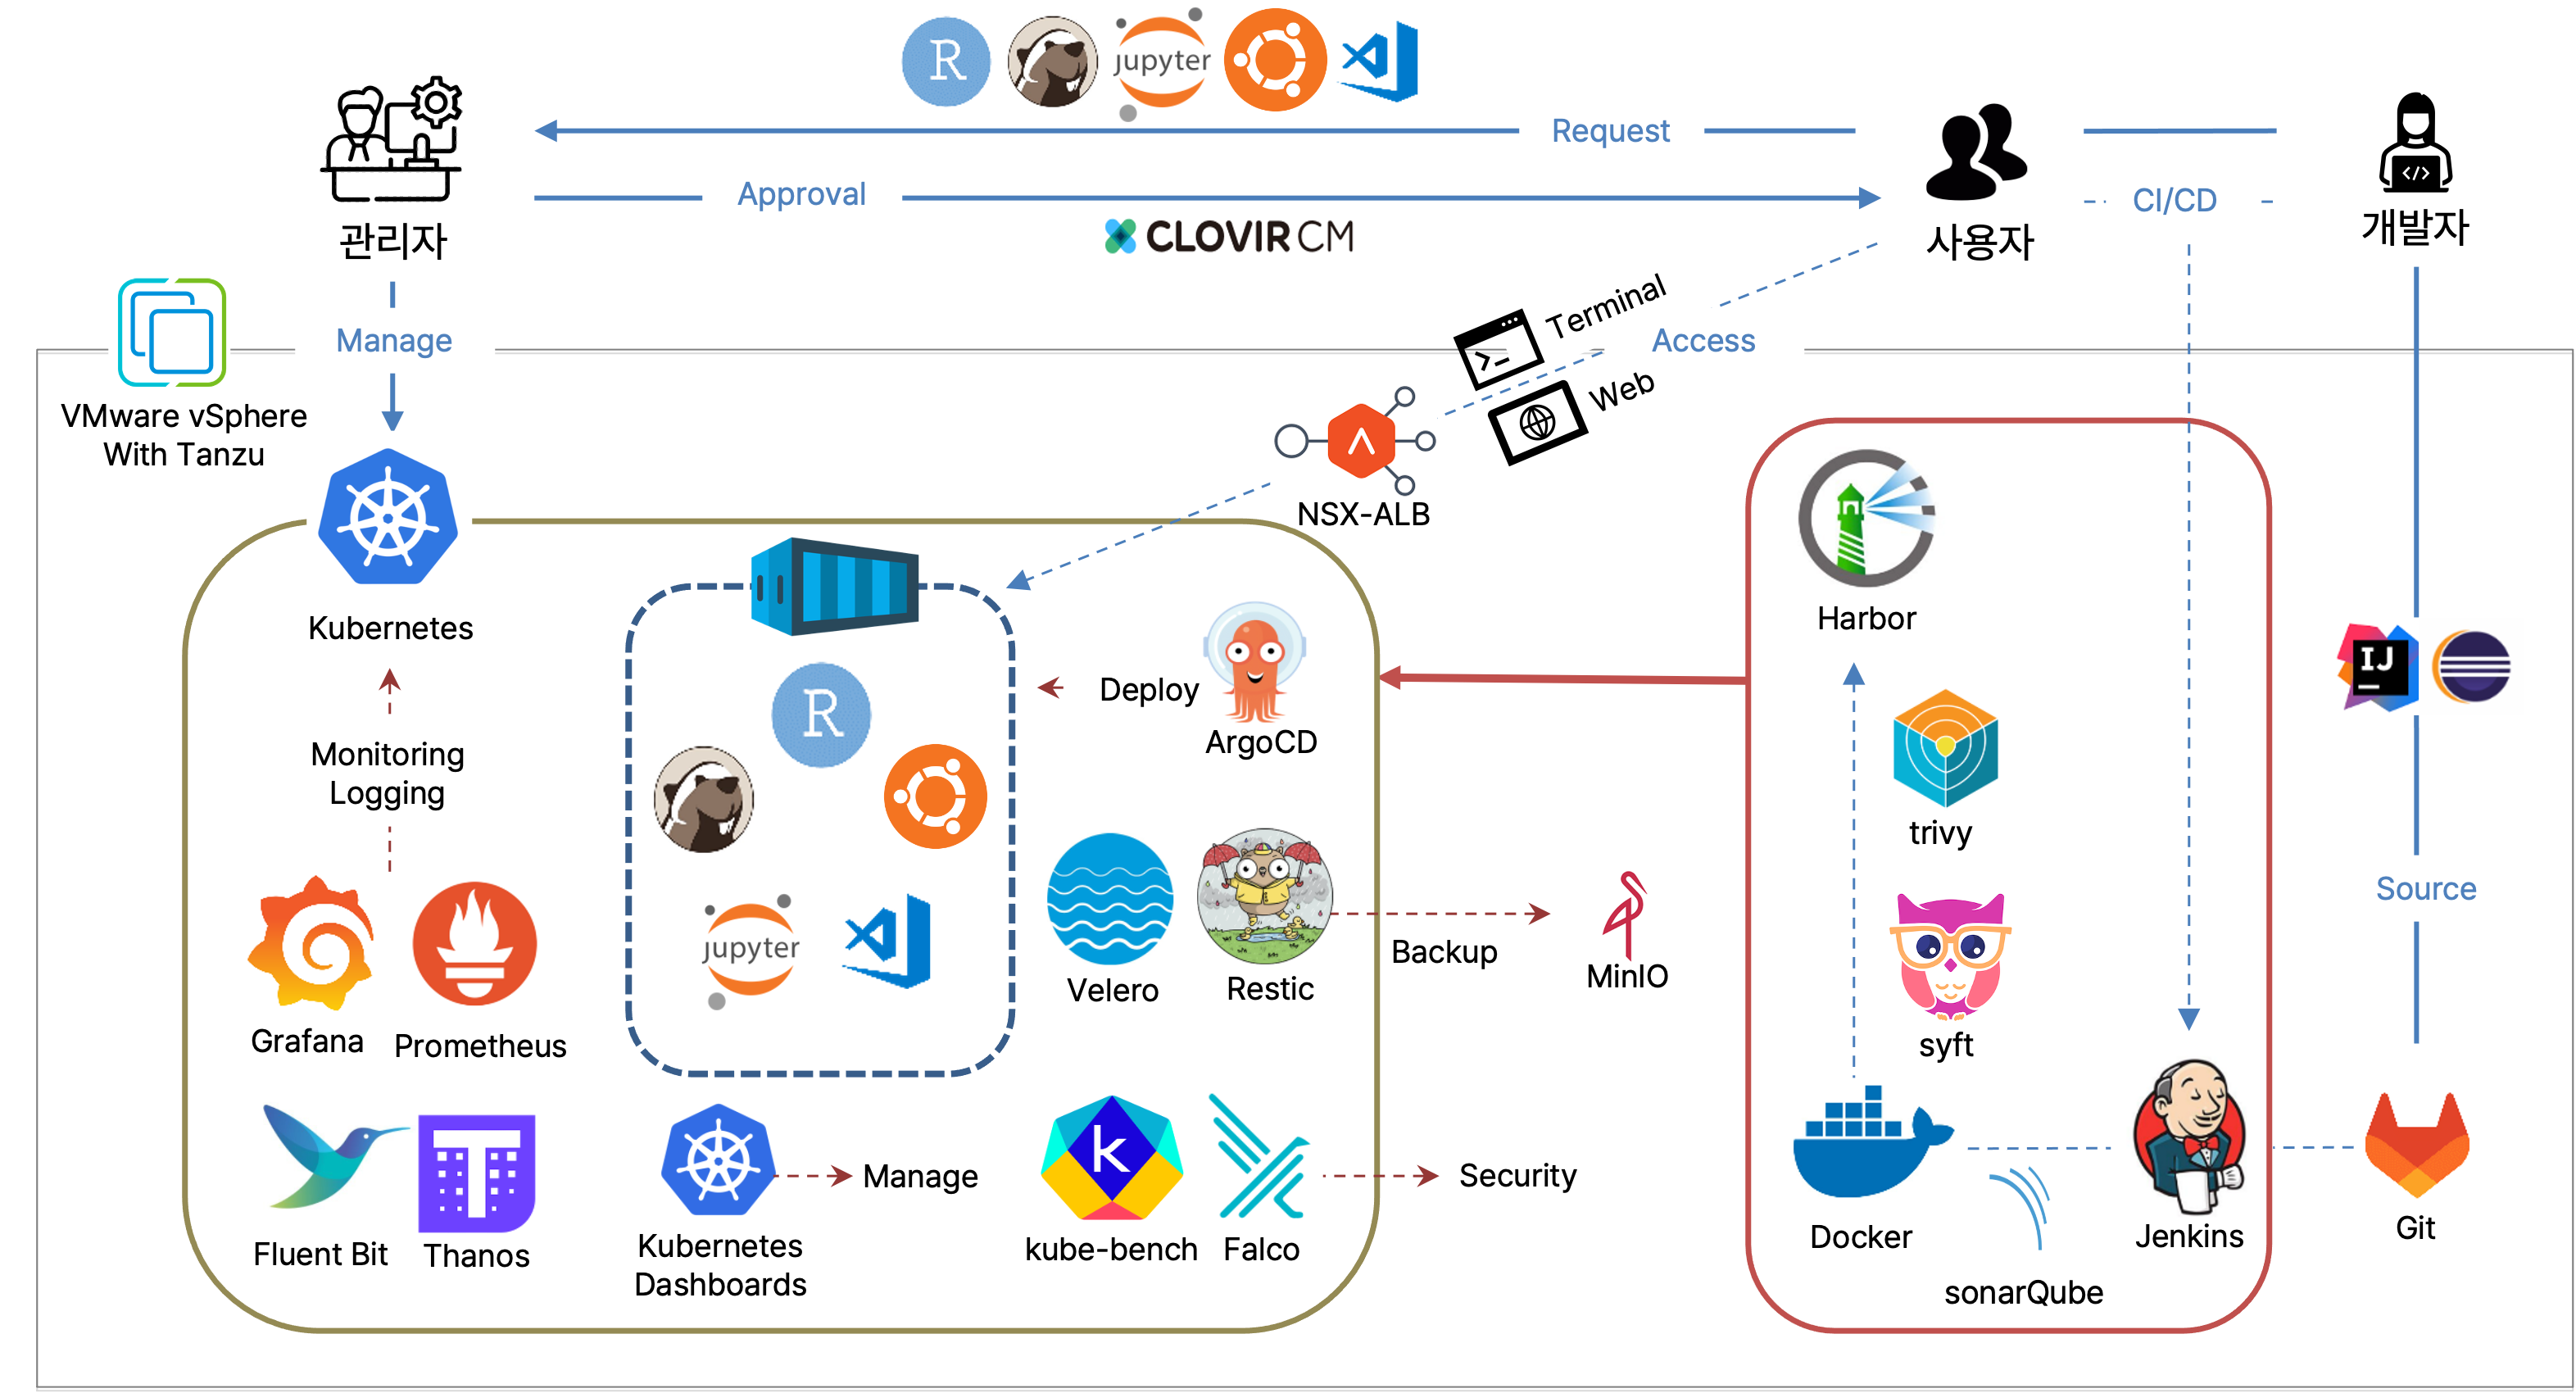 R
jupyter
Request
Approval
CLOVIR CM
CI/CD
관리자
사용자
개발자
Manage
Terminal
Access
Web
VMware vSphere
With Tanzu
NSX-ALB
Kubernetes
Harbor
R
Deploy
ArgoCD
IJ
Monitoring
Logging
trivy
Source
jupyter
Velero
Restic
Backup
MinIO
Grafana
Prometheus
syft
k
T
Manage
Security
Fluent Bit
Thanos
Kubernetes
Dashboards
kube-bench
Falco
Docker
Jenkins
Git
sonarQube